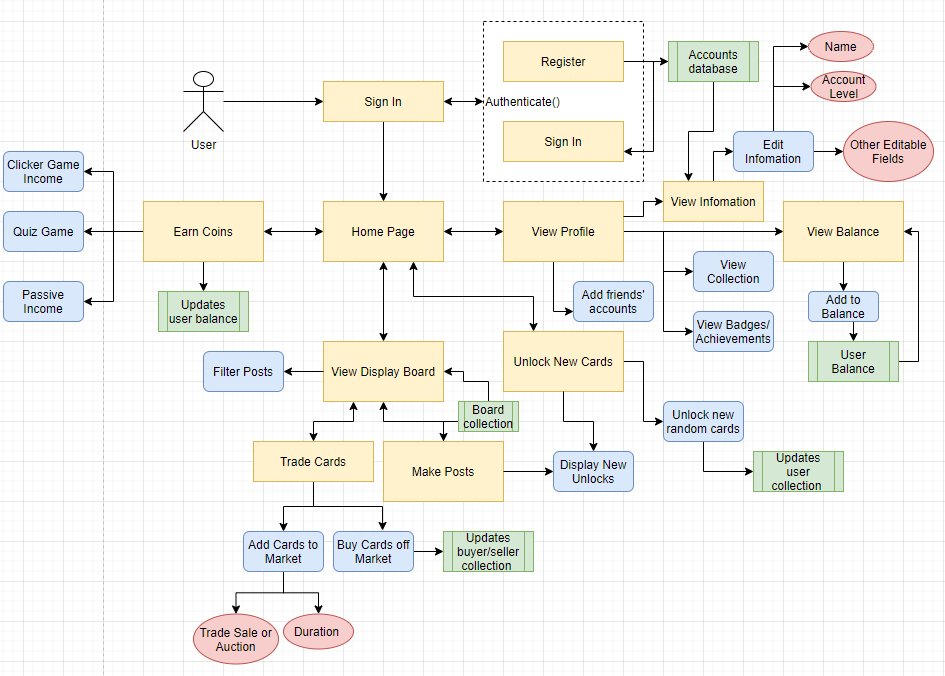 Register
Accounts
database
Name
Account
Level
Sign In
Authenticate()
User
Sign In
Edit
Infomation
Other Editable
Fields
Clicker Game
Income
Quiz Game
Passive
Income
Earn Coins
Home Page
View Profile
View Infomation
View Balance
Updates
user balance
Add friends'
accounts
View
Collection
View Badges/
Achievements
Add to
Balance
User
Balance
Filter Posts
View Display Board
Unlock New Cards
Board
collection
Unlock new
random cards
Trade Cards
Make Posts
Display New
Unlocks
Updates
user
collection
Add Cards to
Market
Buy Cards off
Market
Updates
buyer/seller
collection
Trade Sale or
Auction
Duration